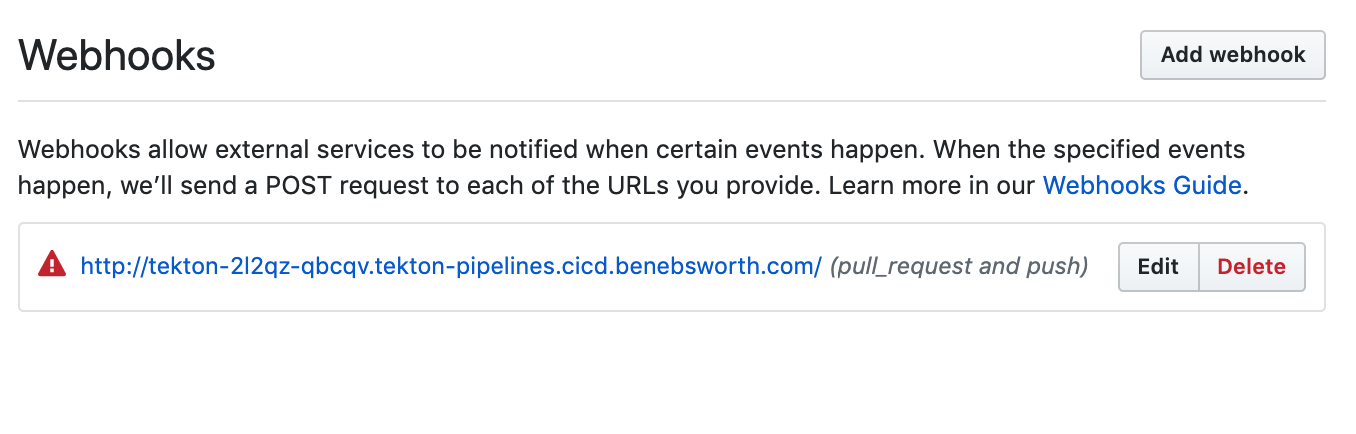 Webhooks
Add webhook
Webhooks allow external services to be notified when certain events happen. When the specified events
happen, we’ll send a POST request to each of the URLs you provide. Learn more in our Webhooks Guide.
http://tekton-2l2qz-qbcqv.tekton-pipelines.cicd.benebsworth.com/ (pull_request and push)
Edit
Delete